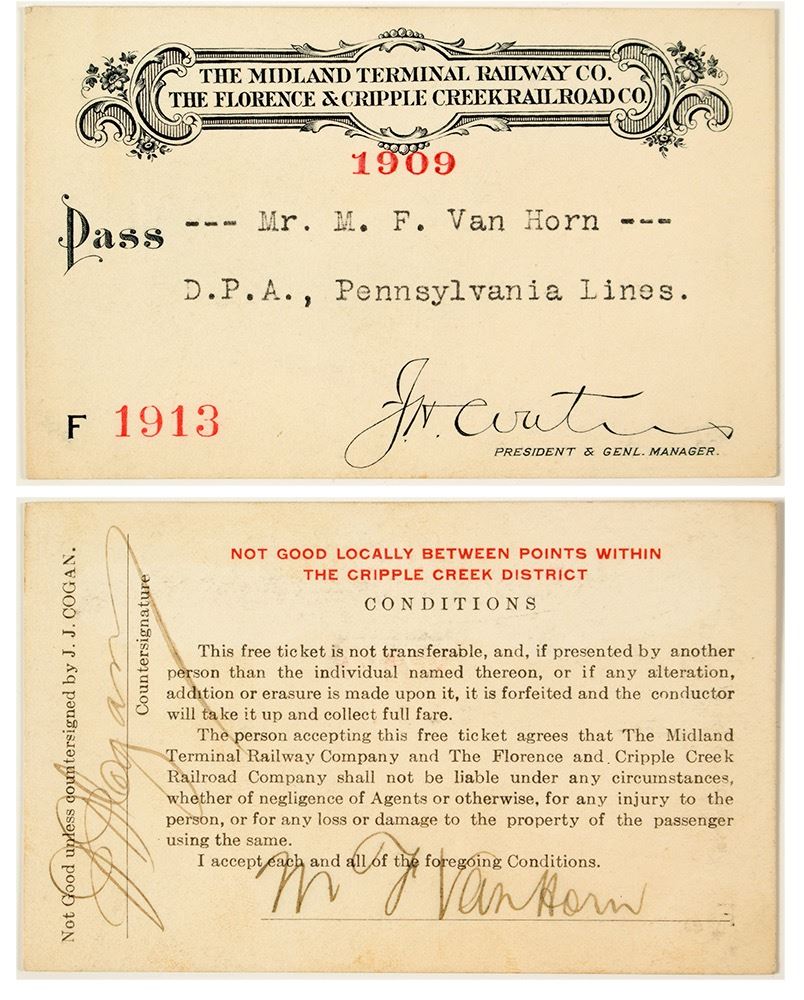 THE MIDLAND TERMINAL RAILWAY CO.
THE FLORENCE & CRIPPLE CREEK RAILROAD CO.
1909
Pass --- Mr. M. F. Van Horn ---
D.P.A., Pennsylvania Lines.
F 1913
J. H. Waters
PRESIDENT & GENL. MANAGER.
Not Good unless countersigned by J. J. COGAN.
JJCogan
Countersignature
NOT GOOD LOCALLY BETWEEN POINTS WITHIN
THE CRIPPLE CREEK DISTRICT
CONDITIONS
This free ticket is not transferable, and, if presented by another
person than the individual named thereon, or if any alteration,
addition or erasure is made upon it, it is forfeited and the conductor
will take it up and collect full fare.
The person accepting this free ticket agrees that The Midland
Terminal Railway Company and The Florence and Cripple Creek
Railroad Company shall not be liable under any circumstances,
whether of negligence of Agents or otherwise, for any injury to the
person, or for any loss or damage to the property of the passenger
using the same.
I accept each and all of the foregoing Conditions.
M F Van Horn